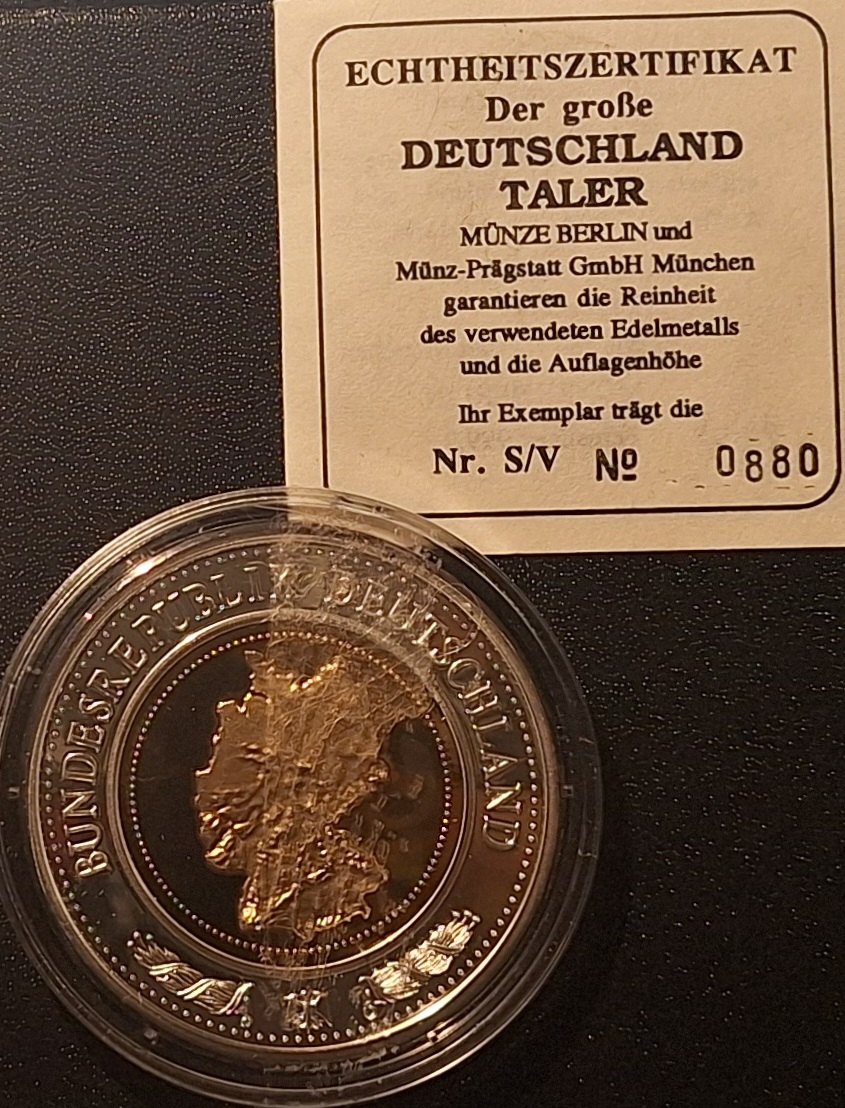 ECHTHEITSZERTIFIKAT
Der große
DEUTSCHLAND
TALER
MÜNZE BERLIN und
Münz-Prägstatt GmbH München
garantieren die Reinheit
des verwendeten Edelmetalls
und die Auflagenhöhe
Ihr Exemplar trägt die
Nr. S/V Nº 0880
BUNDESREPUBLIK DEUTSCHLAND